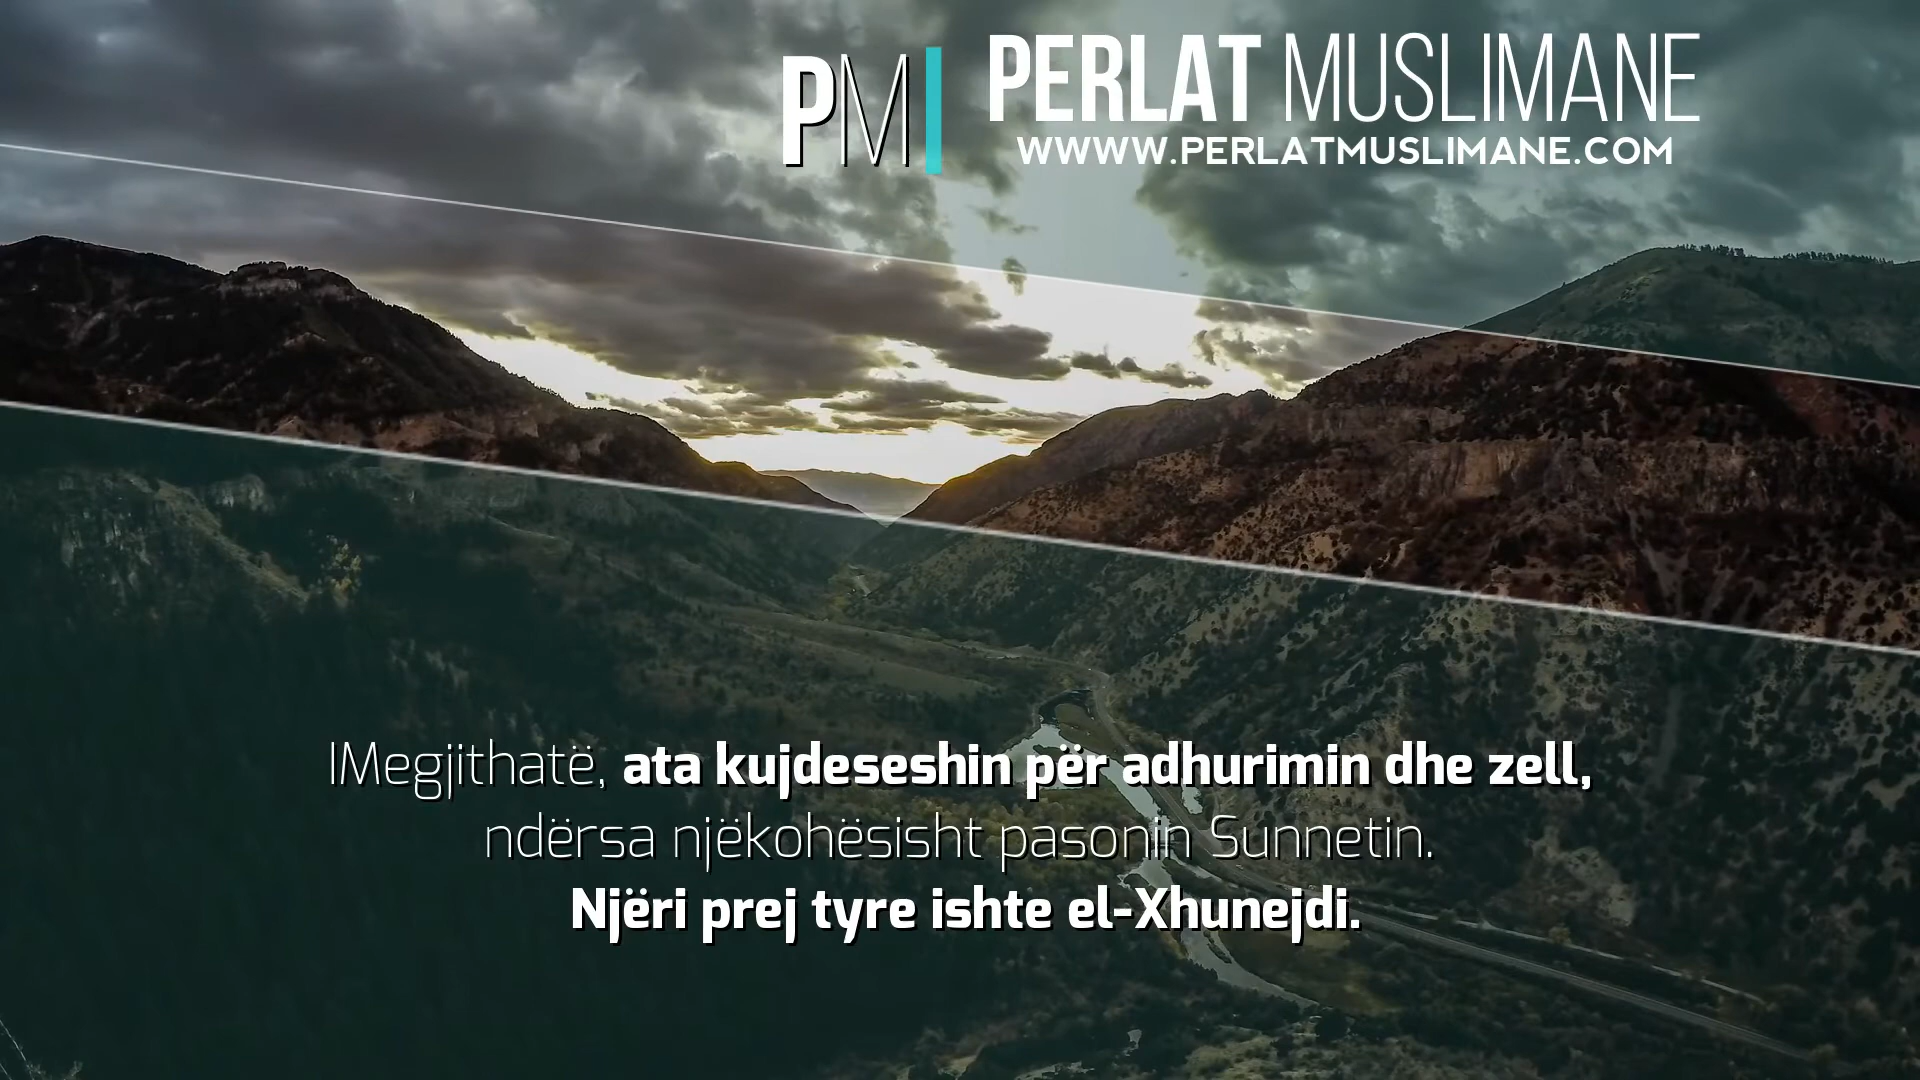 PM
PERLAT MUSLIMANE
WWWW.PERLATMUSLIMANE.COM
IMegjithatë, ata kujdeseshin për adhurimin dhe zell,
ndërsa njëkohësisht pasonin Sunnetin.
Njëri prej tyre ishte el-Xhunejdi.